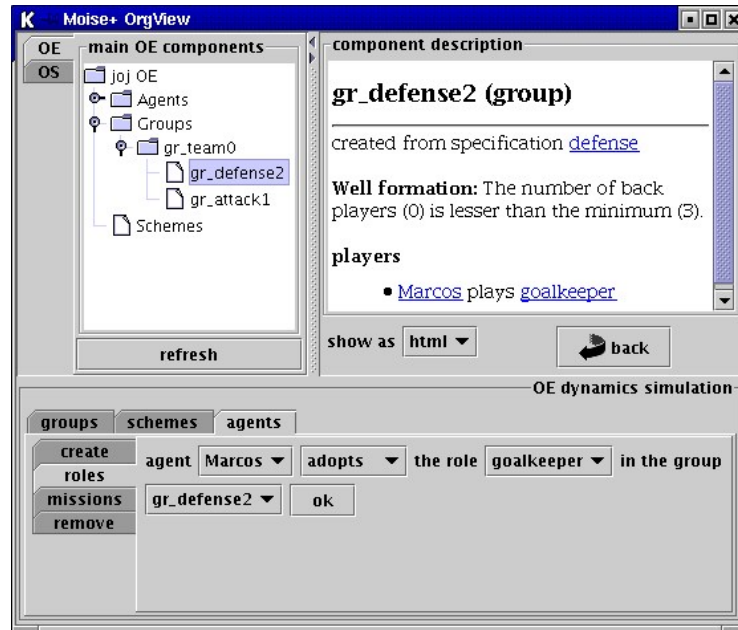 K Moise+ OrgView
OE
OS
main OE components
joj OE
Agents
Groups
gr_team0
gr_defense2
gr_attack1
Schemes
refresh
component description
gr_defense2 (group)
created from specification defense
Well formation: The number of back
players (0) is lesser than the minimum (3).
players
• Marcos plays goalkeeper
show as html
back
OE dynamics simulation
groups schemes agents
create
roles
missions
remove
agent Marcos adopts the role goalkeeper in the group
gr_defense2 ok